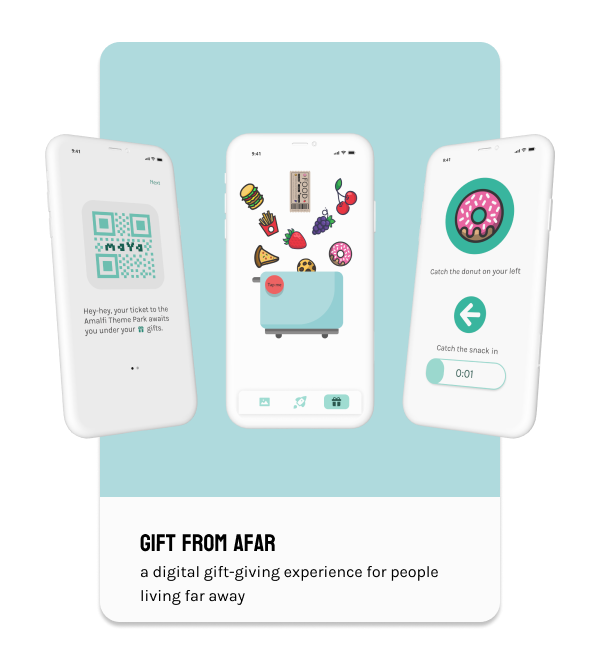 9:41
Next
MAYA
Hey-hey, your ticket to the
Amalfi Theme Park awaits
you under your gifts.
9:41
FOOD
Tap me!
9:41
Catch the donut on your left
Catch the snack in
0:01
GIFT FROM AFAR
a digital gift-giving experience for people
living far away